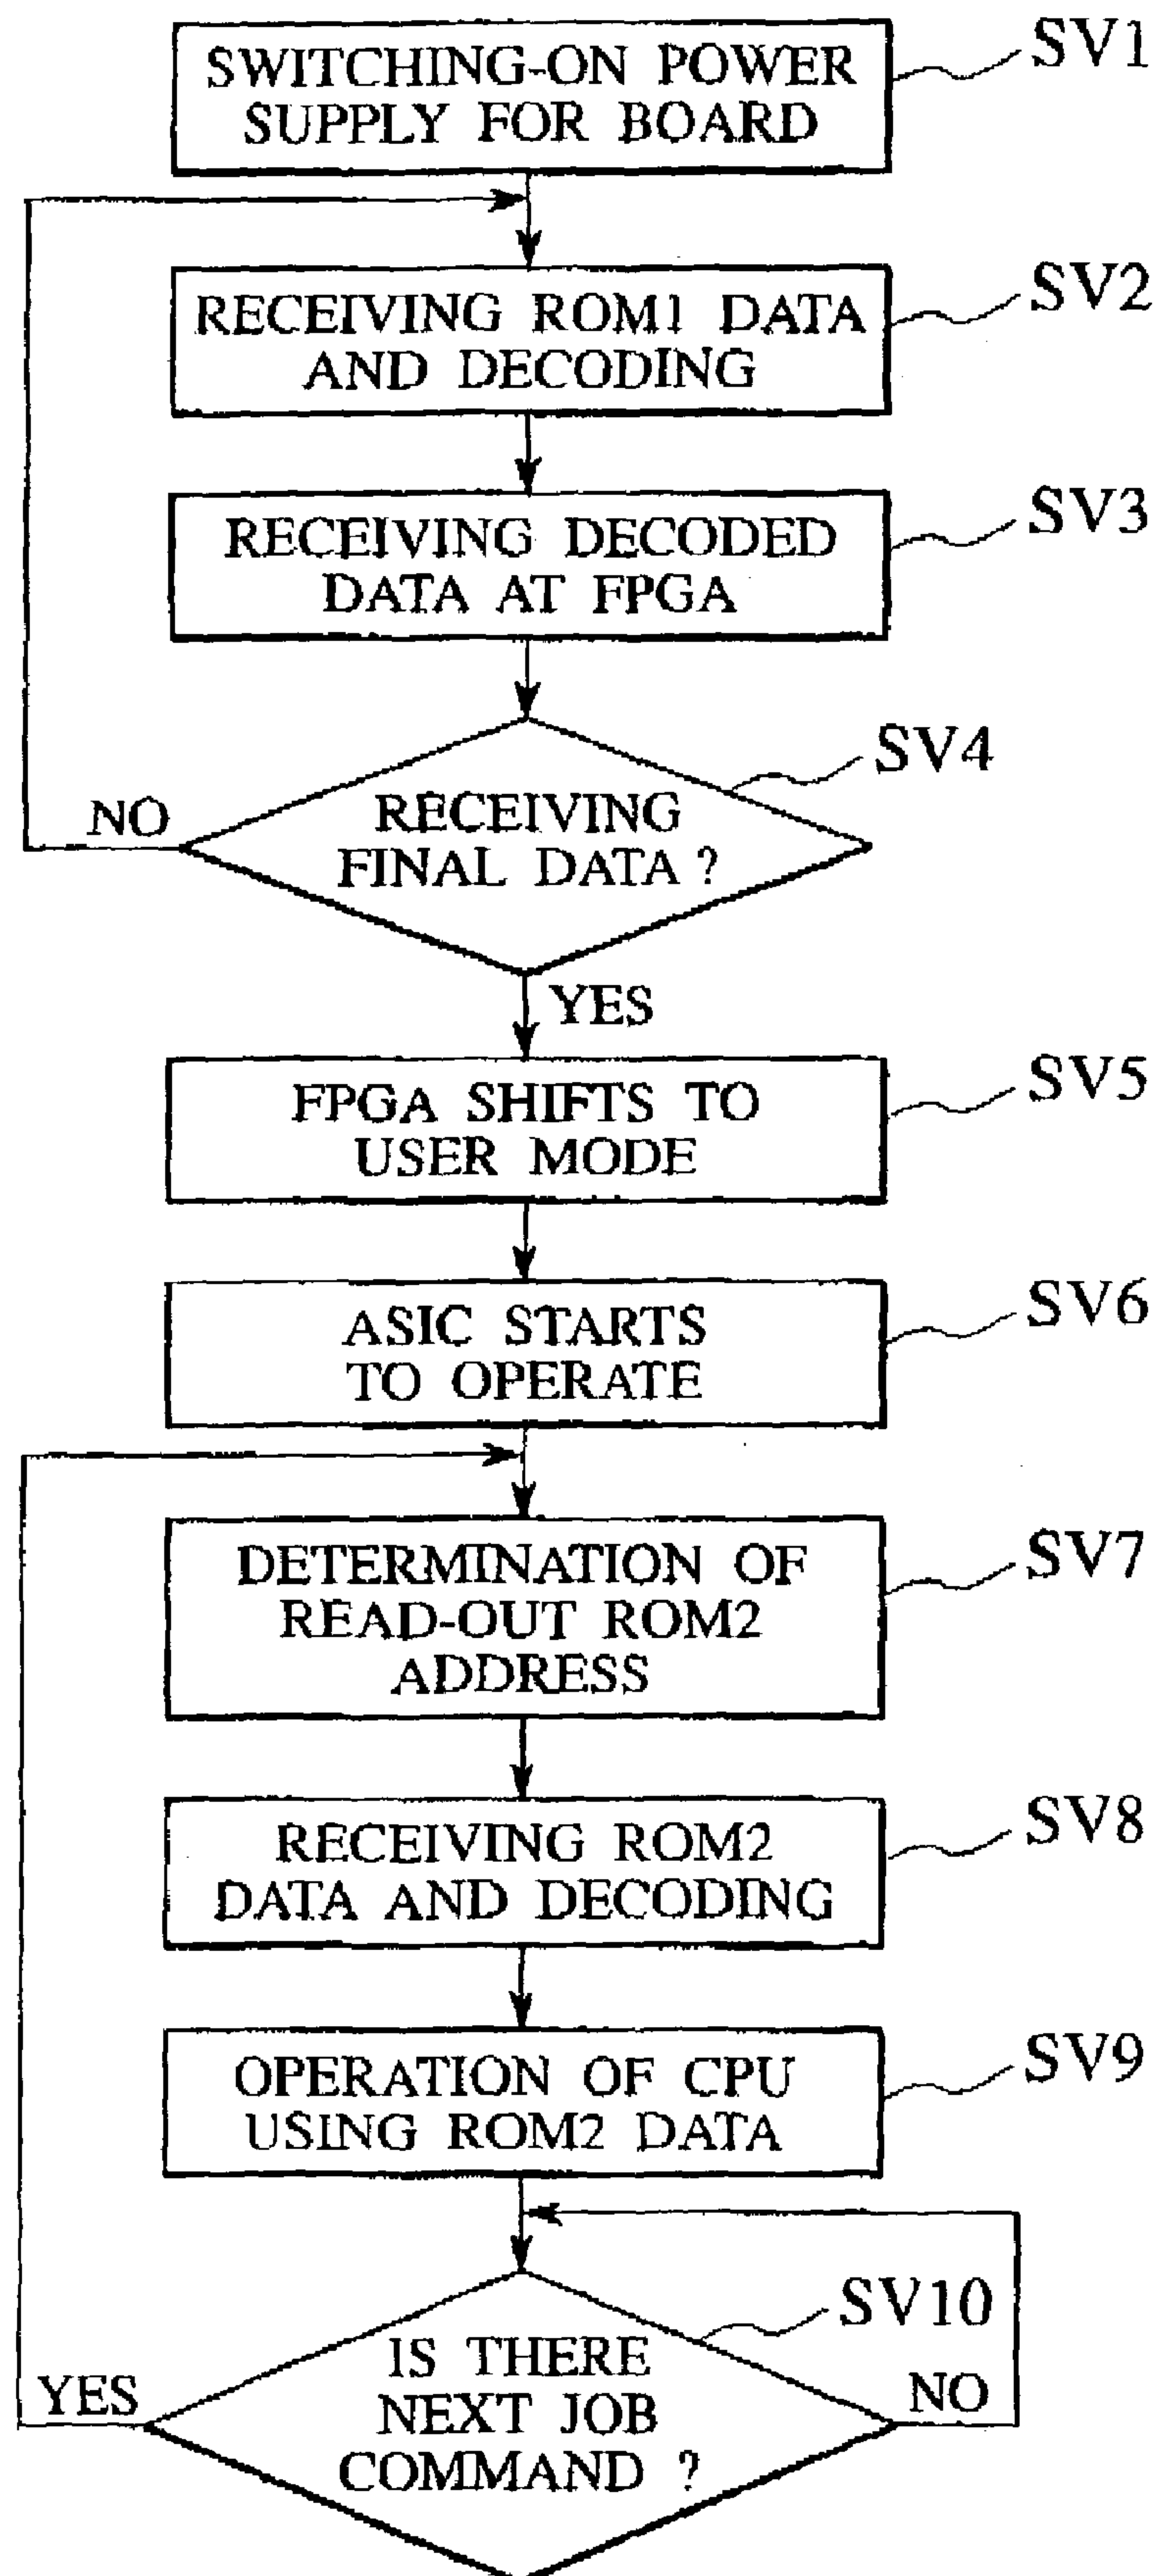 SWITCHING-ON POWER
SUPPLY FOR BOARD
SV1
RECEIVING ROM1 DATA
AND DECODING
SV2
RECEIVING DECODED
DATA AT FPGA
SV3
RECEIVING
FINAL DATA ?
SV4
NO
YES
FPGA SHIFTS TO
USER MODE
SV5
ASIC STARTS
TO OPERATE
SV6
DETERMINATION OF
READ-OUT ROM2
ADDRESS
SV7
RECEIVING ROM2
DATA AND DECODING
SV8
OPERATION OF CPU
USING ROM2 DATA
SV9
IS THERE
NEXT JOB
COMMAND ?
SV10
YES
NO